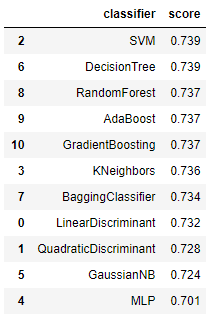 classifier score
2 SVM 0.739
6 DecisionTree 0.739
8 RandomForest 0.737
9 AdaBoost 0.737
10 GradientBoosting 0.737
3 KNeighbors 0.736
7 BaggingClassifier 0.734
0 LinearDiscriminant 0.732
1 QuadraticDiscriminant 0.728
5 GaussianNB 0.724
4 MLP 0.701